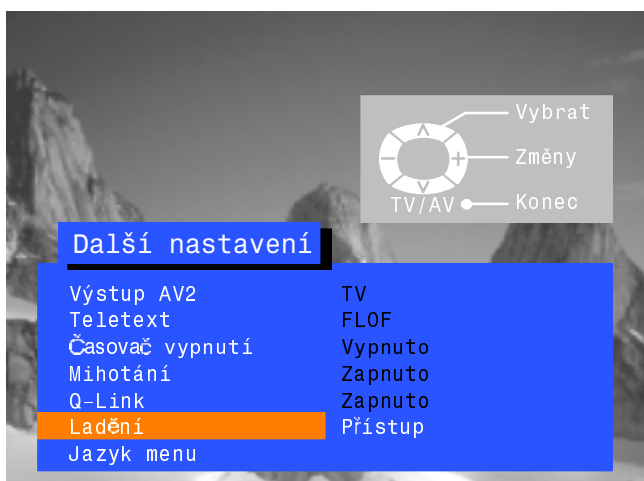 Vybrat
Změny
TV/AV Konec
Další nastavení
Výstup AV2 TV
Teletext FLOF
Časovač vypnutí Vypnuto
Mihotání Zapnuto
Q-Link Zapnuto
Ladění Přístup
Jazyk menu